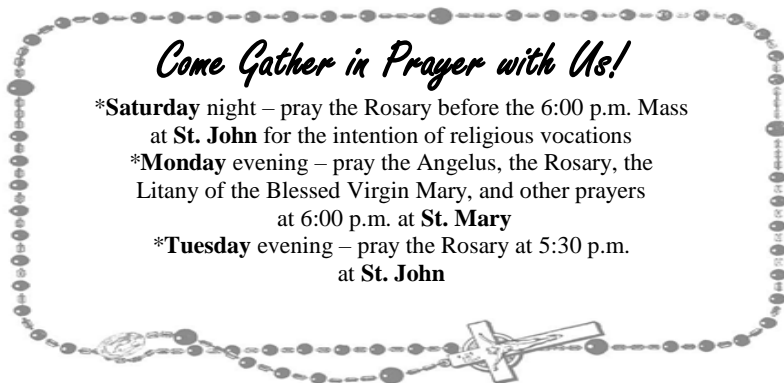 Come Gather in Prayer with Us!
*Saturday night – pray the Rosary before the 6:00 p.m. Mass
at St. John for the intention of religious vocations
*Monday evening – pray the Angelus, the Rosary, the
Litany of the Blessed Virgin Mary, and other prayers
at 6:00 p.m. at St. Mary
*Tuesday evening – pray the Rosary at 5:30 p.m.
at St. John